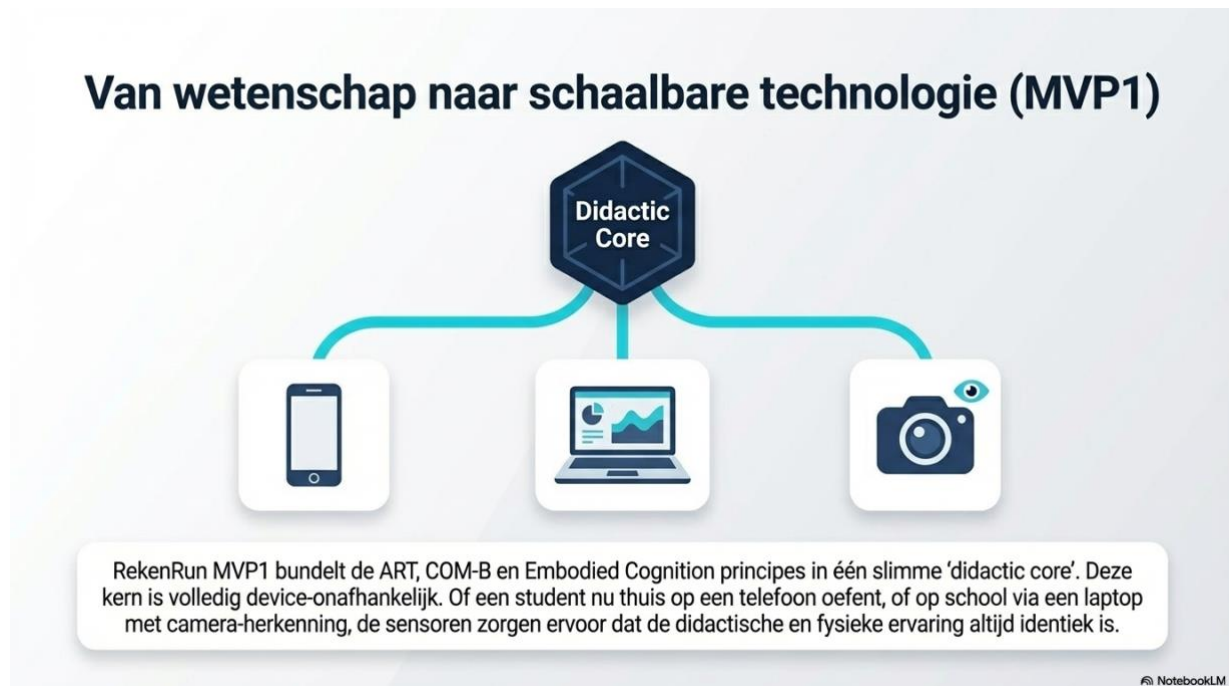 Van wetenschap naar schaalbare technologie (MVP1)
Didactic
Core
RekenRun MVP1 bundelt de ART, COM-B en Embodied Cognition principes in één slimme ‘didactic core’. Deze
kern is volledig device-onafhankelijk. Of een student nu thuis op een telefoon oefent, of op school via een laptop
met camera-herkenning, de sensoren zorgen ervoor dat de didactische en fysieke ervaring altijd identiek is.
NotebookLM